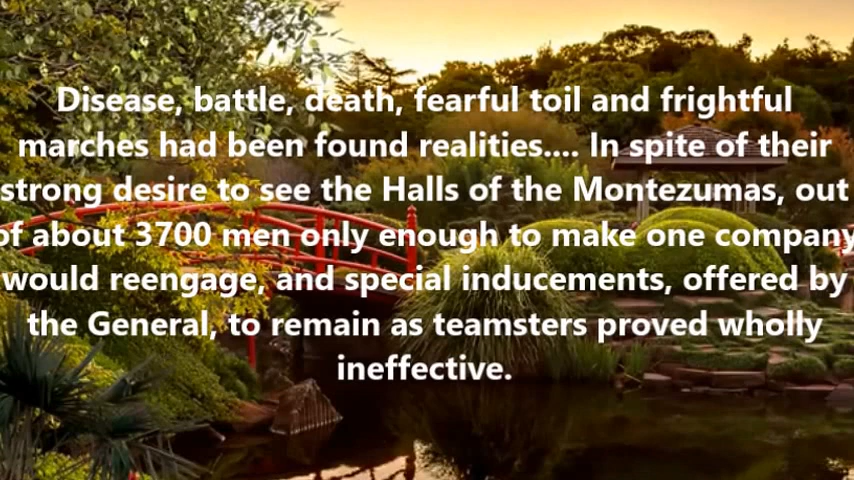 Disease, battle, death, fearful toil and frightful
marches had been found realities.... In spite of their
strong desire to see the Halls of the Montezumas, out
of about 3700 men only enough to make one company
would reengage, and special inducements, offered by
the General, to remain as teamsters proved wholly
ineffective.